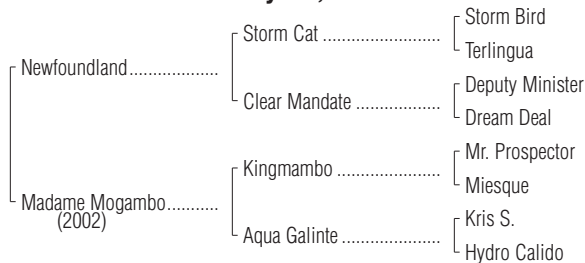 Storm Bird
Storm Cat ........................
Terlingua
Newfoundland..................
Deputy Minister
Clear Mandate .................
Dream Deal
Mr. Prospector
Kingmambo .....................
Miesque
Madame Mogambo...........
(2002)
Kris S.
Aqua Galinte ....................
Hydro Calido